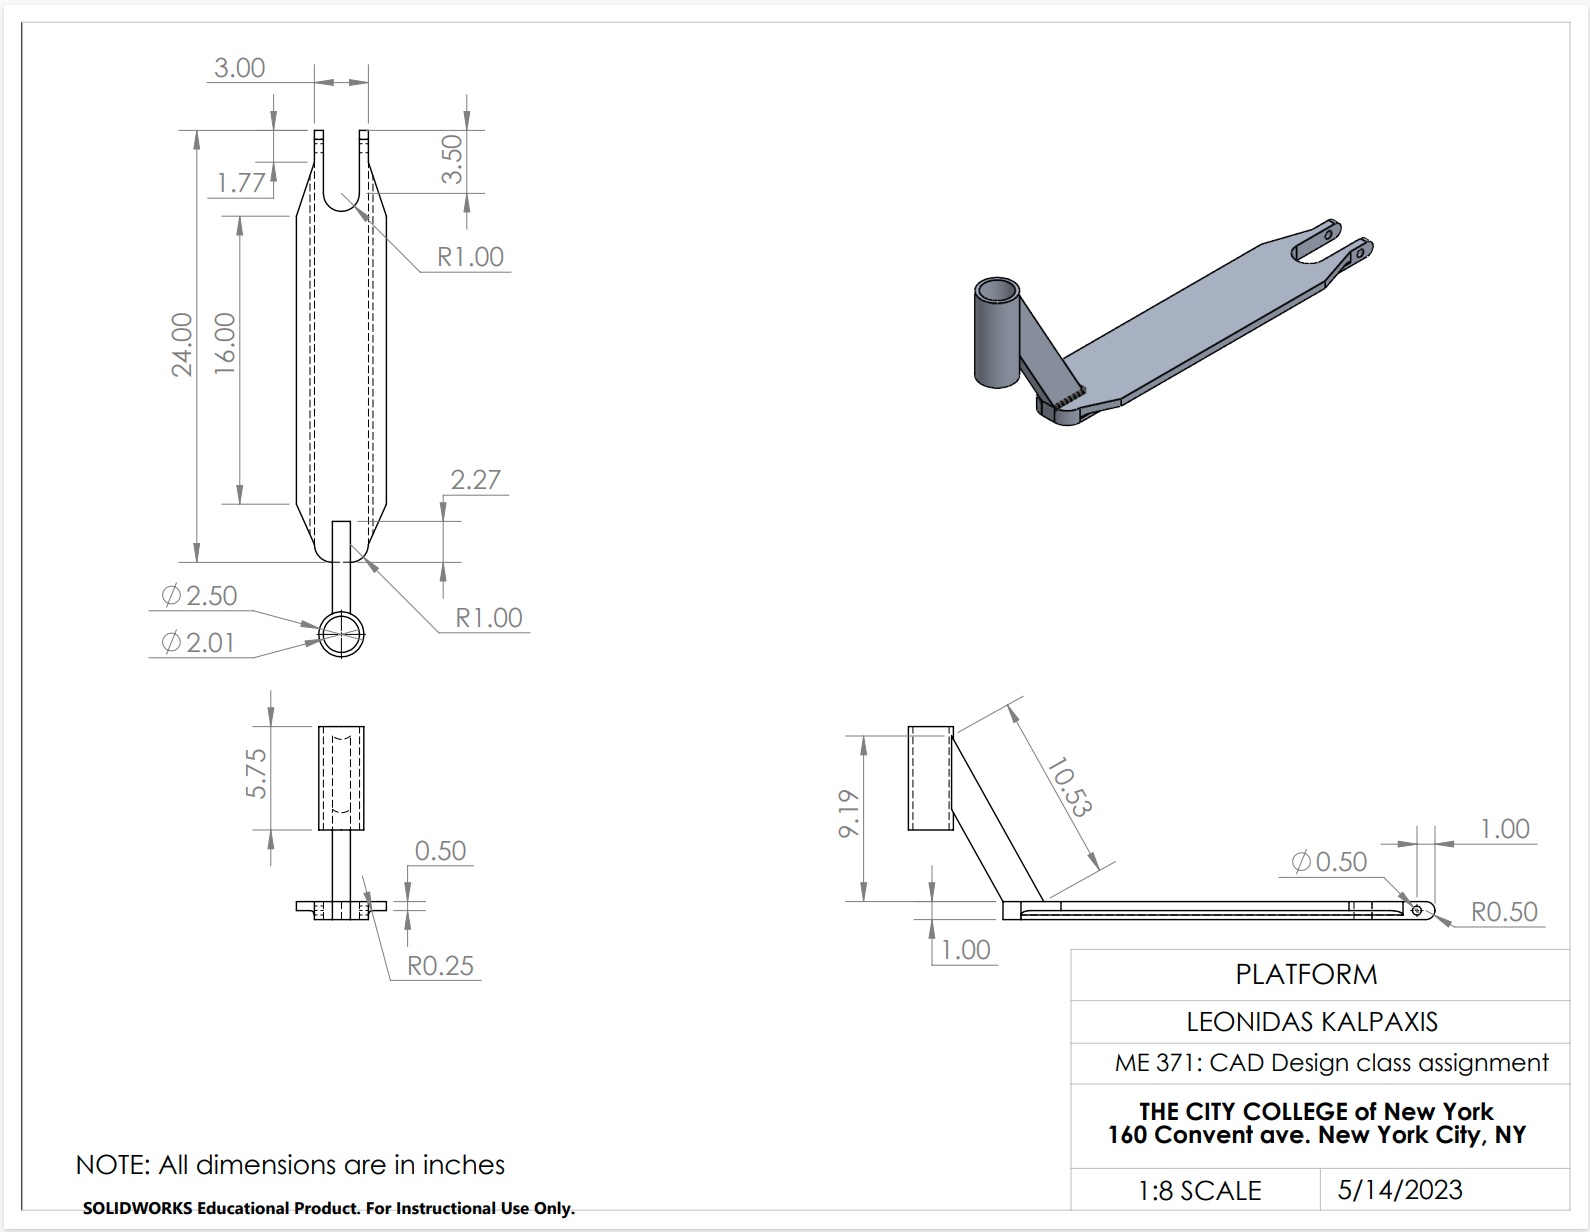 3.00
3.50
1.77
R1.00
24.00
16.00
2.27
∅2.50
∅2.01
R1.00
5.75
0.50
R0.25
10.53
9.19
1.00
∅0.50
R0.50
1.00
PLATFORM
LEONIDAS KALPAXIS
ME 371: CAD Design class assignment
THE CITY COLLEGE of New York
160 Convent ave. New York City, NY
1:8 SCALE
5/14/2023
NOTE: All dimensions are in inches
SOLIDWORKS Educational Product. For Instructional Use Only.